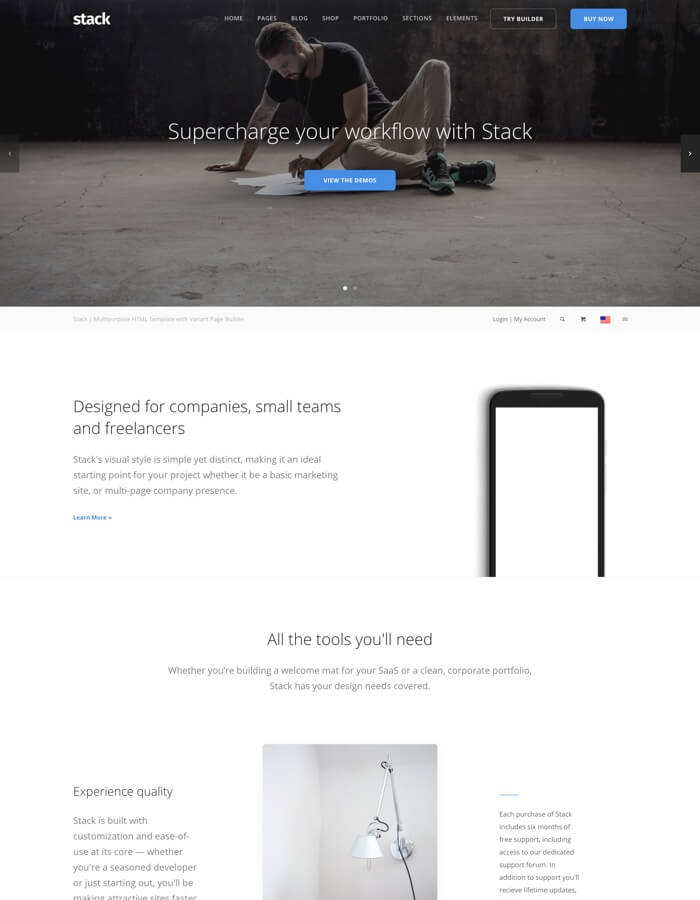 stack
HOME PAGES BLOG SHOP PORTFOLIO SECTIONS ELEMENTS TRY BUILDER BUY NOW
Supercharge your workflow with Stack
VIEW THE DEMOS
Stack | Multipurpose HTML Template with Variant Page Builder
Login | My Account
Designed for companies, small teams
and freelancers
Stack's visual style is simple yet distinct, making it an ideal
starting point for your project whether it be a basic marketing
site, or multi-page company presence.
Learn More »
All the tools you'll need
Whether you're building a welcome mat for your SaaS or a clean, corporate portfolio,
Stack has your design needs covered.
Experience quality
Stack is built with
customization and ease-of-
use at its core — whether
you're a seasoned developer
or just starting out, you'll be
making attractive sites faster
Each purchase of Stack
includes six months of
free support, including
access to our dedicated
support forum. In
addition to support you'll
recieve lifetime updates,